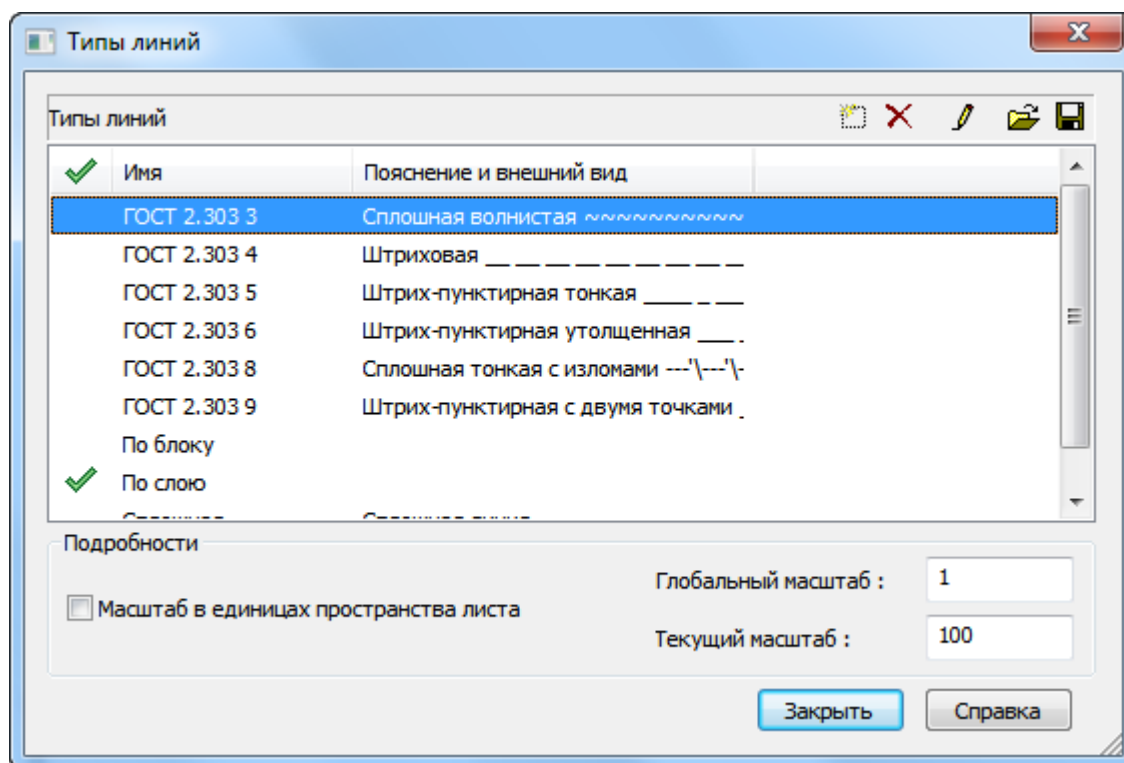 Типы линий
Типы линий
Имя Пояснение и внешний вид
ГОСТ 2.303 3 Сплошная волнистая ~~~~~~~~~~
ГОСТ 2.303 4 Штриховая __ __ __ __ __ __ __ __ __
ГОСТ 2.303 5 Штрих-пунктирная тонкая ____ _ __
ГОСТ 2.303 6 Штрих-пунктирная утолщенная ___ .
ГОСТ 2.303 8 Сплошная тонкая с изломами ---'\---'\-
ГОСТ 2.303 9 Штрих-пунктирная с двумя точками _
По блоку
По слою
Подробности
Масштаб в единицах пространства листа
Глобальный масштаб : 1
Текущий масштаб : 100
Закрыть Справка